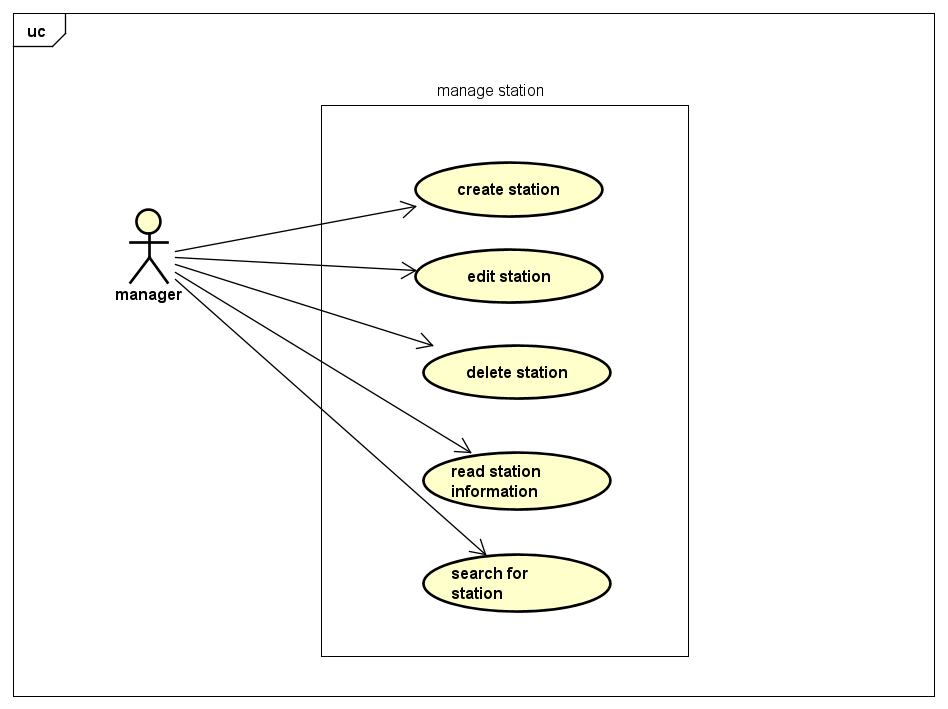 uc
manage station
create station
edit station
manager
delete station
read station
information
search for
station